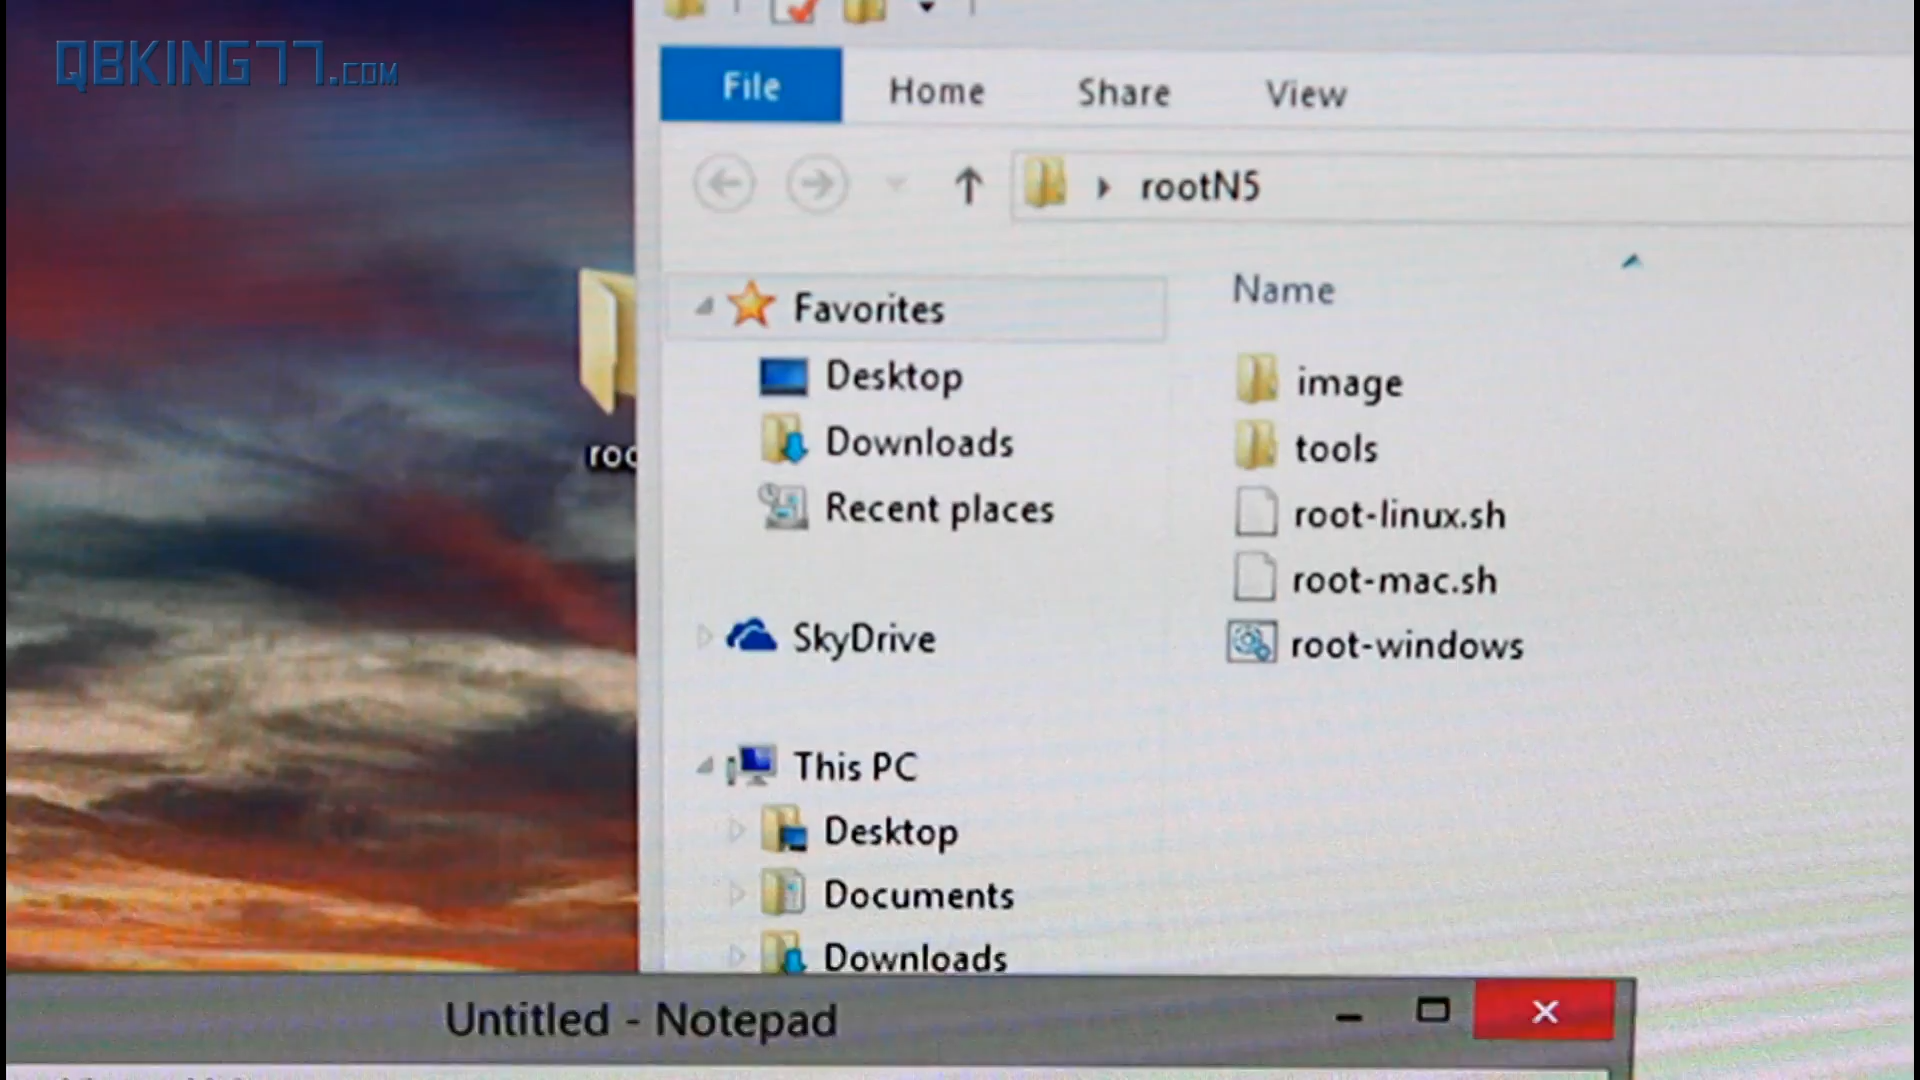 QBKING77.COM
File Home Share View
rootN5
Favorites
Name
Desktop
image
Downloads
tools
Recent places
root-linux.sh
root-mac.sh
SkyDrive
root-windows
This PC
Desktop
Documents
Downloads
Untitled - Notepad